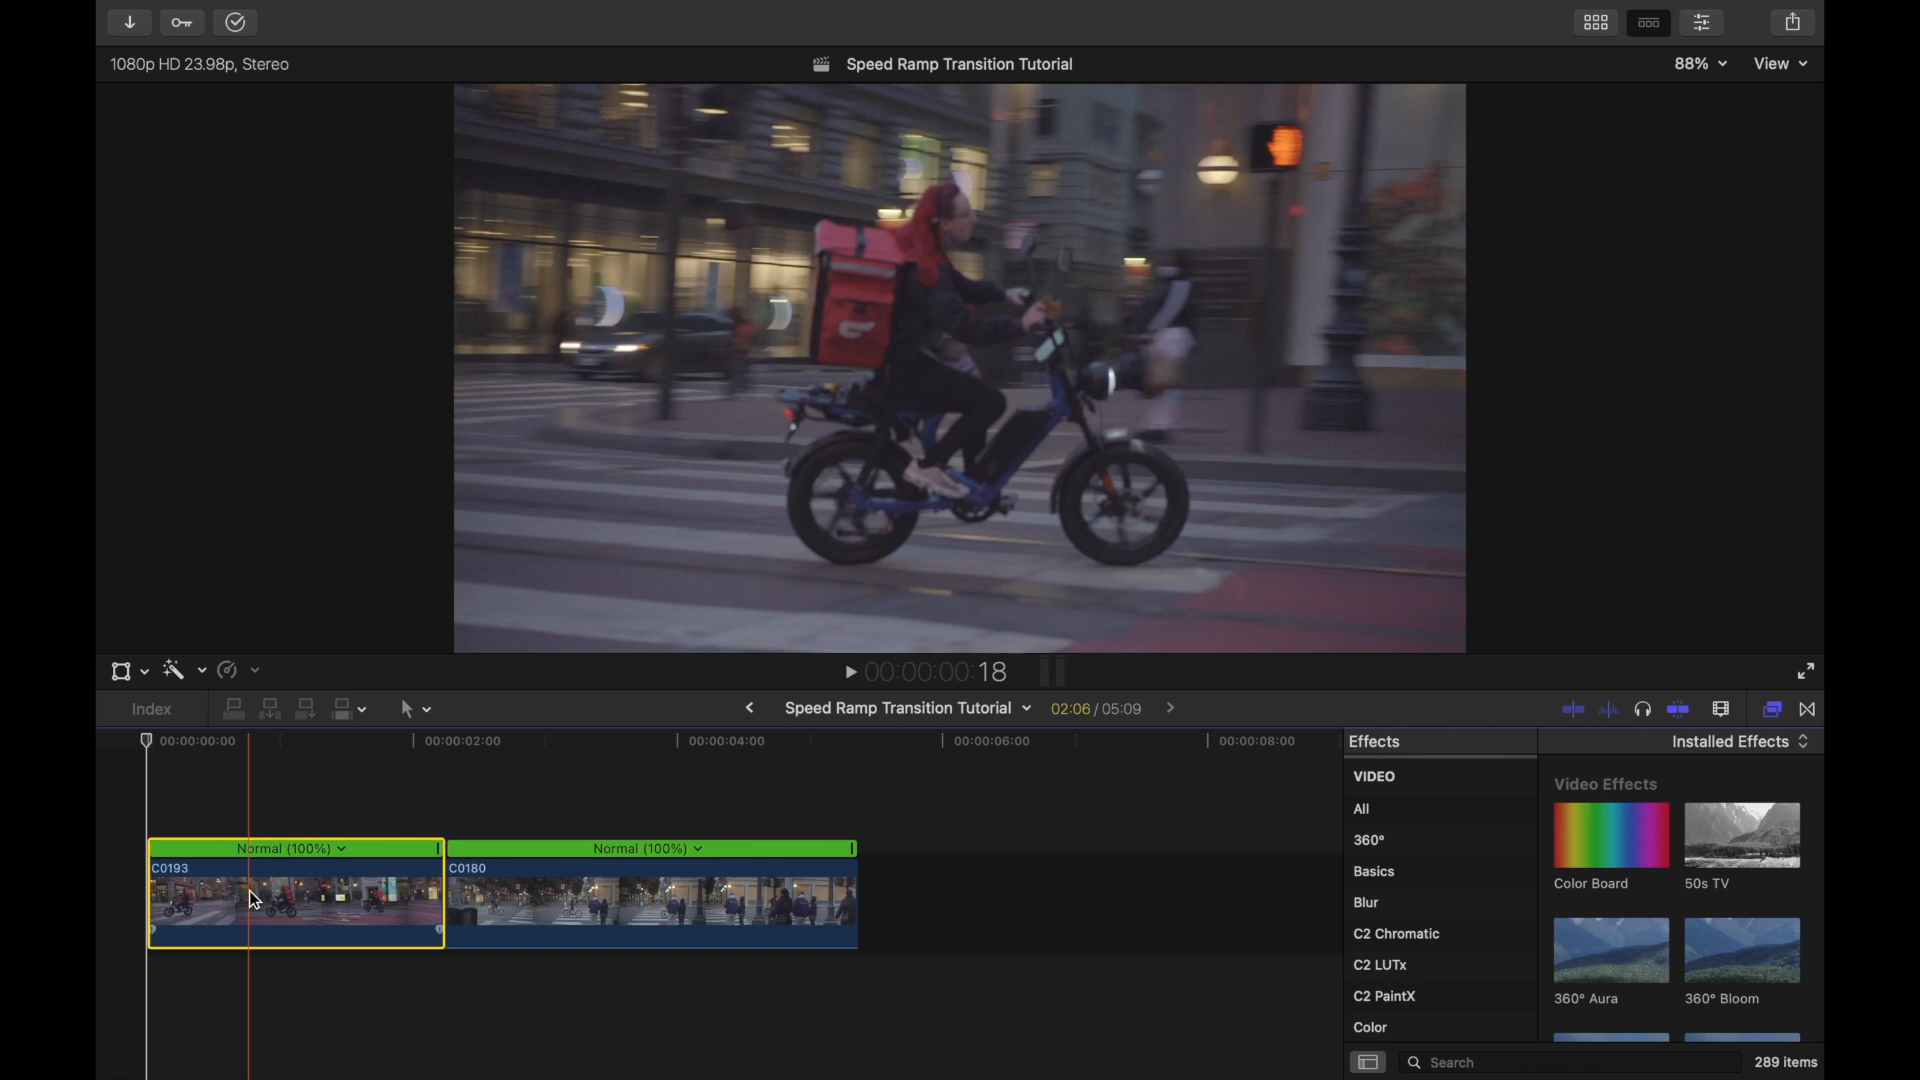 1080p HD 23.98p, Stereo
Speed Ramp Transition Tutorial
88%
View
00:00:00:18
Index
Speed Ramp Transition Tutorial
02:06 / 05:09
00:00:00:00
00:00:02:00
00:00:04:00
00:00:06:00
00:00:08:00
Normal (100%)
Normal (100%)
C0193
C0180
Effects
Installed Effects
VIDEO
All
360°
Basics
Blur
C2 Chromatic
C2 LUTx
C2 PaintX
Color
Video Effects
Color Board
50s TV
360° Aura
360° Bloom
Search
289 items